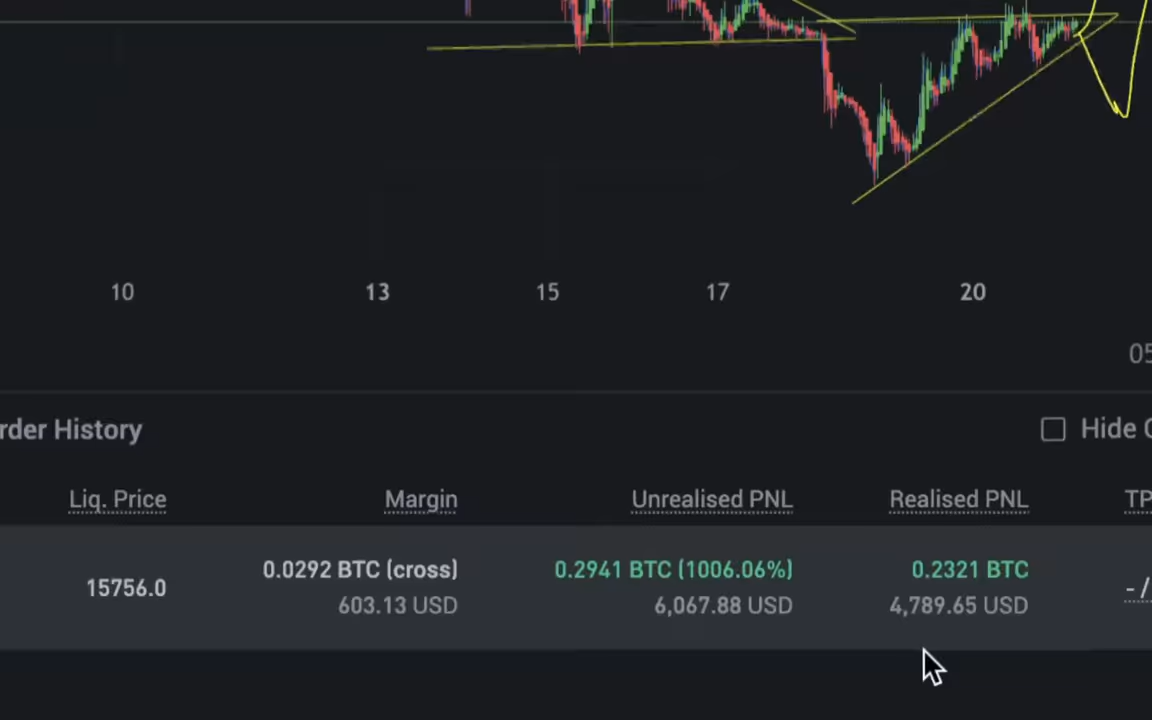 10 13 15 17 20
05
rder History Hide
Liq. Price Margin Unrealised PNL Realised PNL TP
0.0292 BTC (cross) 0.2941 BTC (1006.06%) 0.2321 BTC
15756.0 - /
603.13 USD 6,067.88 USD 4,789.65 USD